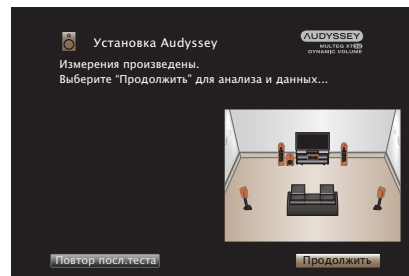 Установка Audyssey
AUDYSSEY
MULTEQ XT32
DYNAMIC VOLUME
Измерения произведены.
Выберите “Продолжить” для анализа и данных...
Повтор посл.теста
Продолжить